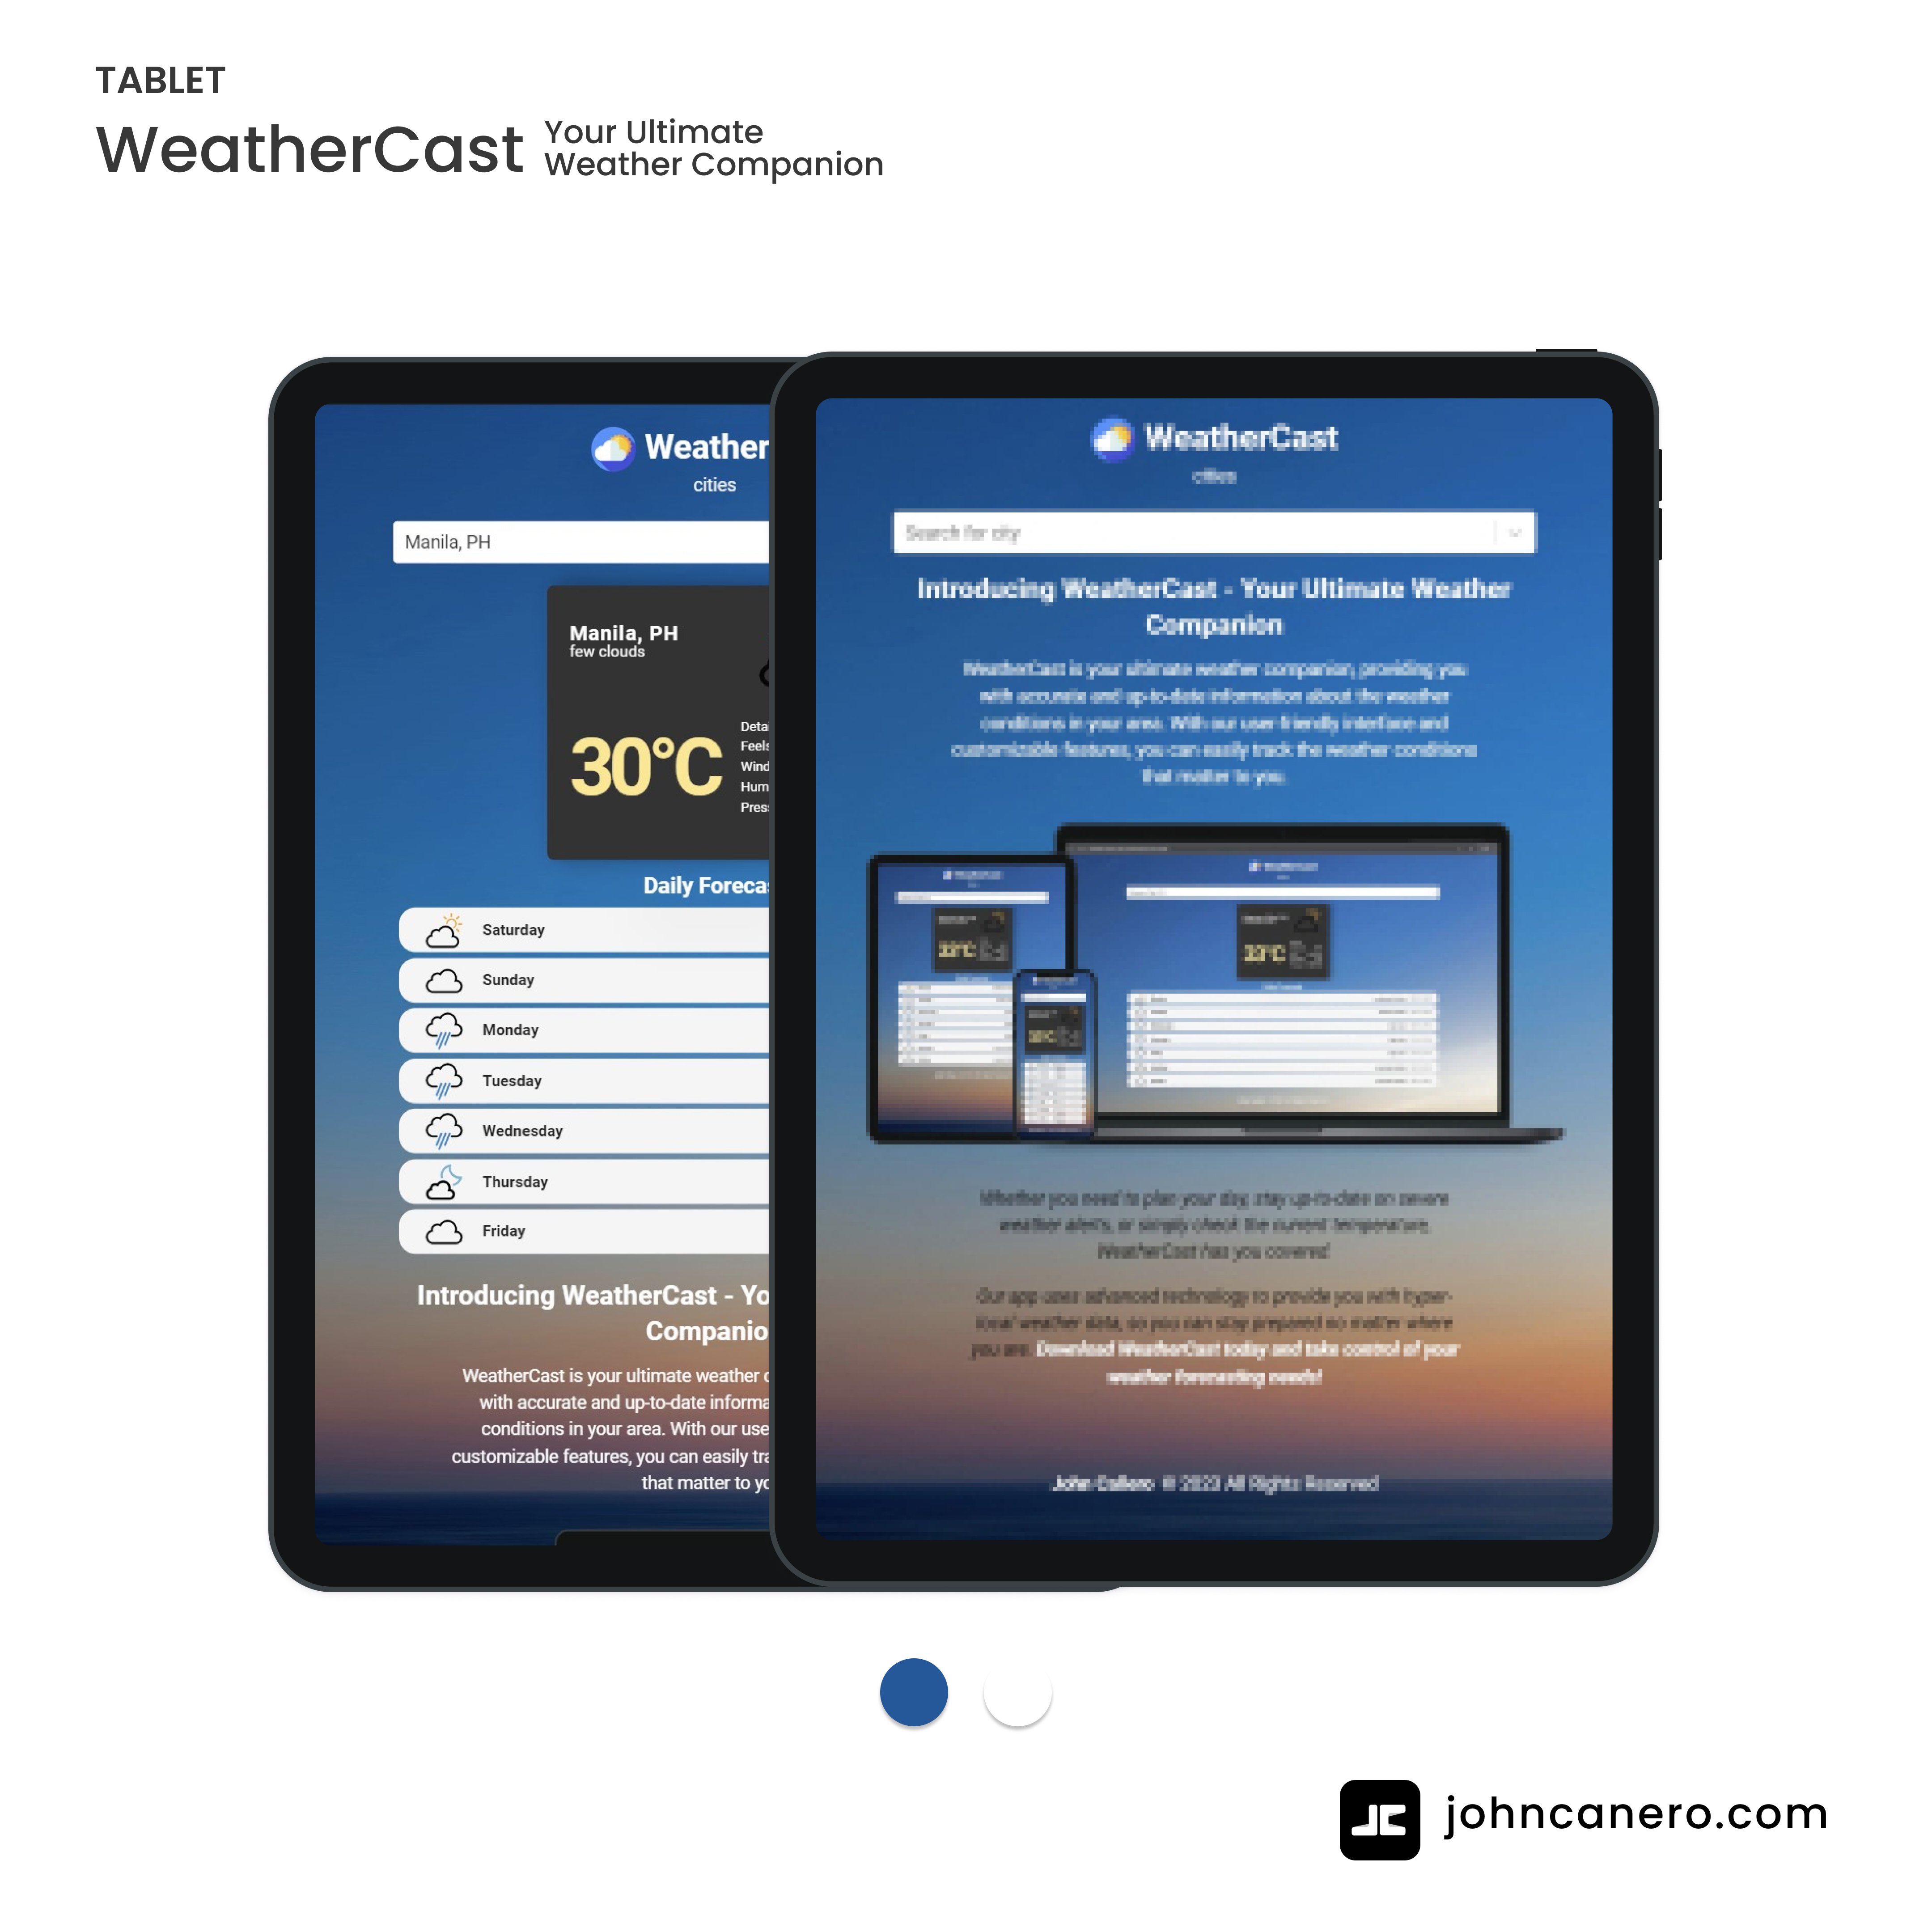 TABLET
WeatherCast
Your Ultimate
Weather Companion
Weather
cities
Manila, PH
Manila, PH
few clouds
30°C
Deta
Feels
Wind
Hum
Press
Daily Forecas
Saturday
Sunday
Monday
Tuesday
Wednesday
Thursday
Friday
Introducing WeatherCast - Yo
Companio
WeatherCast is your ultimate weather
with accurate and up-to-date informa
conditions in your area. With our use
customizable features, you can easily tra
that matter to yo
WeatherCast
cities
Search for city
Introducing WeatherCast - Your Ultimate Weather
Companion
WeatherCast is your ultimate weather companion, providing you
with accurate and up-to-date information about the weather
conditions in your area. With our user-friendly interface and
customizable features, you can easily track the weather conditions
that matter to you.
30°C
30°C
30°C
Whether you need to plan your day, stay up-to-date on severe
weather alerts, or simply check the current temperature,
WeatherCast has you covered!
Our app uses advanced technology to provide you with hyper-
local weather data, so you can stay prepared no matter where
you are. Download WeatherCast today and take control of your
weather forecasting needs!
John © 2023 All Rights Reserved
johncanero.com